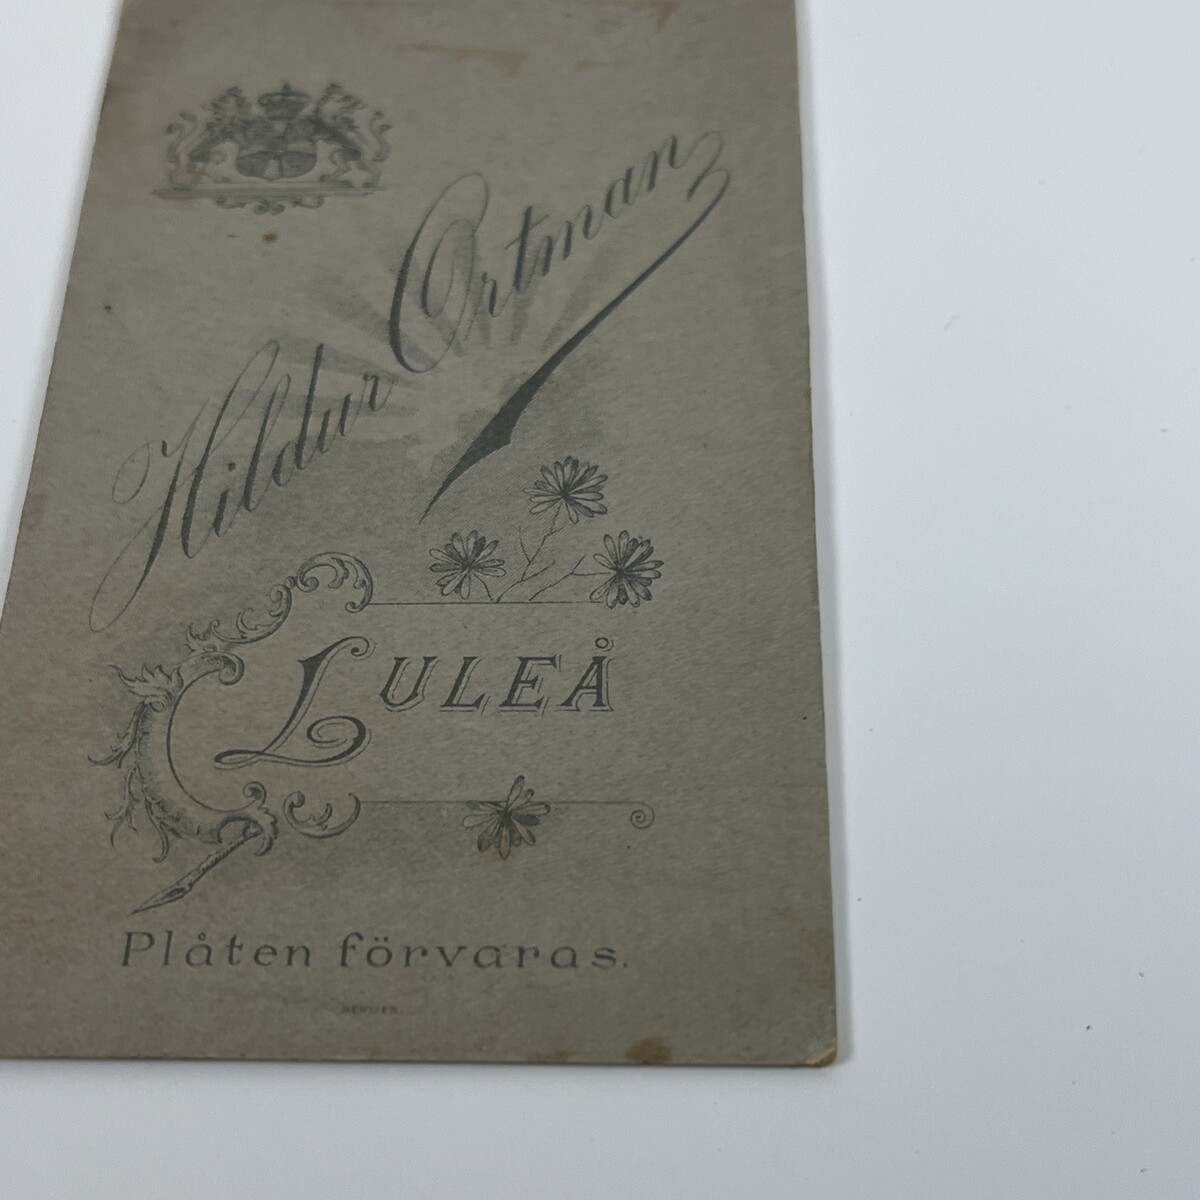 Hildur Ortman
LULEÅ
Plåten förvaras.